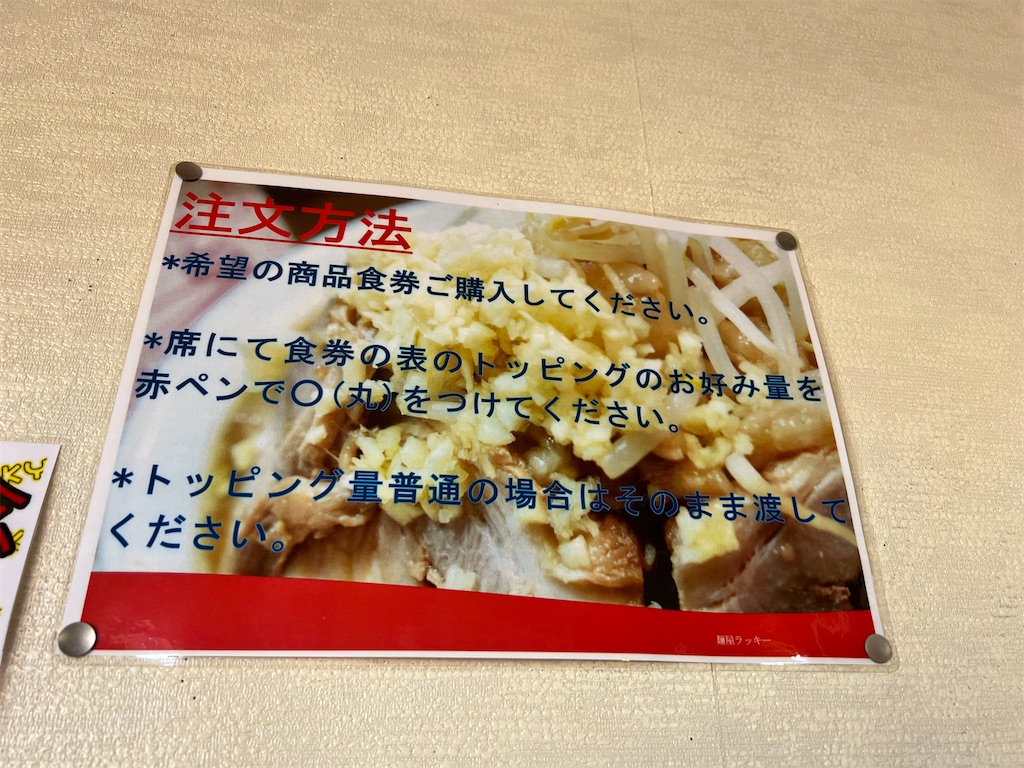 注文方法
*希望の商品食券ご購入してください。
*席にて食券の表のトッピングのお好み量を
赤ペンで〇(丸)をつけてください。
*トッピング量普通の場合はそのまま渡して
ください。
麺屋ラッキー